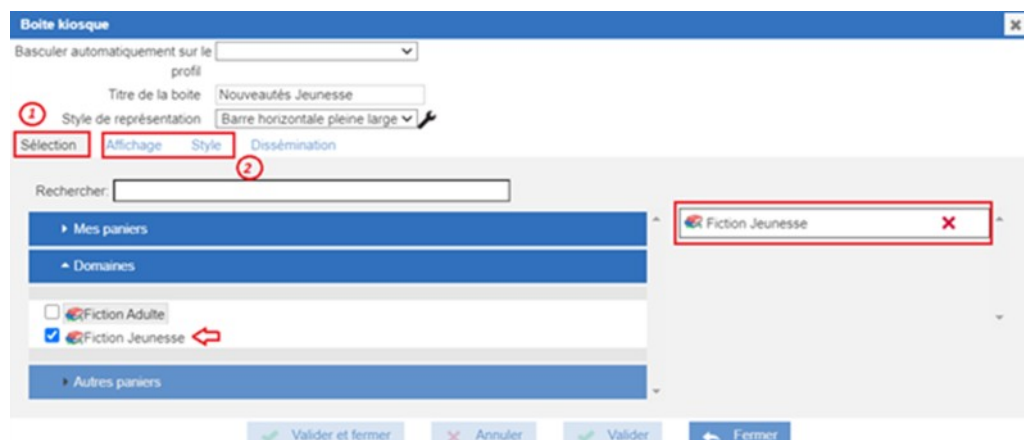 Boite kiosque
Basculer automatiquement sur le
profil
Titre de la boite Nouveautés Jeunesse
1 Style de représentation Barre horizontale pleine large
Sélection Affichage Style Dissémination
2
Rechercher:
Mes paniers
Fiction Jeunesse
Domaines
Fiction Adulte
Fiction Jeunesse
Autres paniers
Valider et fermer Annuler Valider Fermer